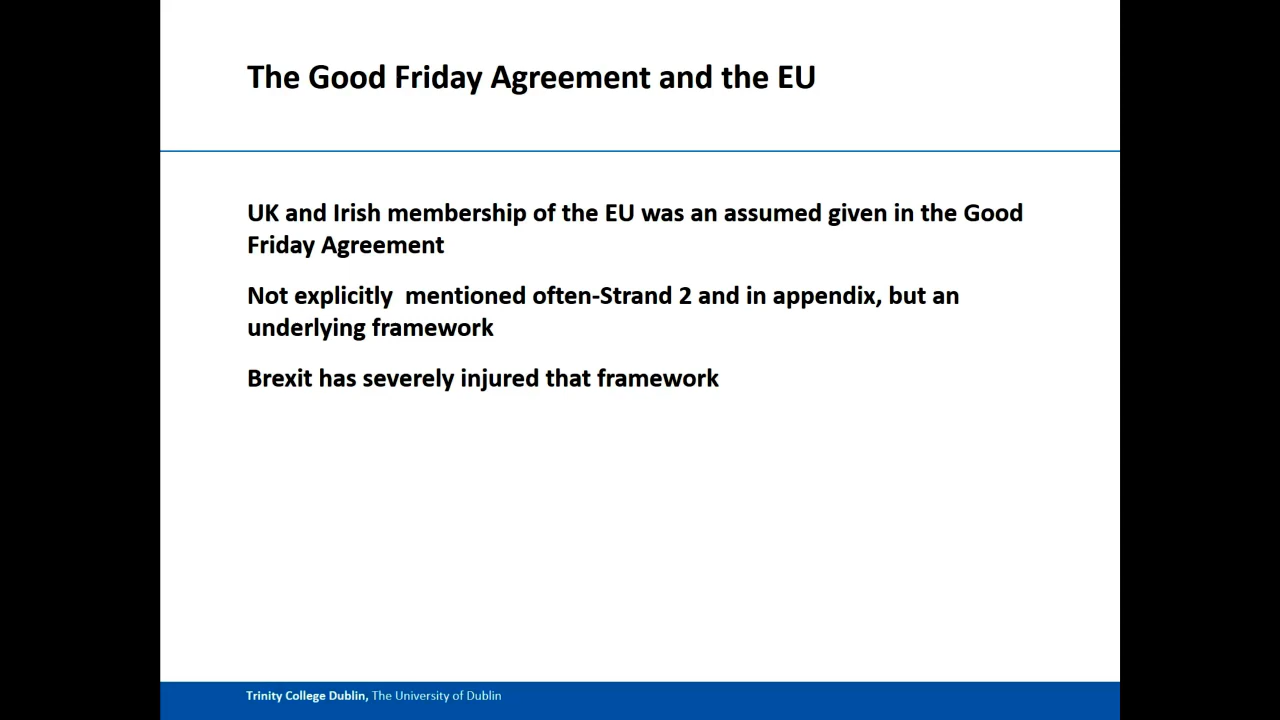 The Good Friday Agreement and the EU
UK and Irish membership of the EU was an assumed given in the Good
Friday Agreement
Not explicitly  mentioned often-Strand 2 and in appendix, but an
underlying framework
Brexit has severely injured that framework
Trinity College Dublin, The University of Dublin